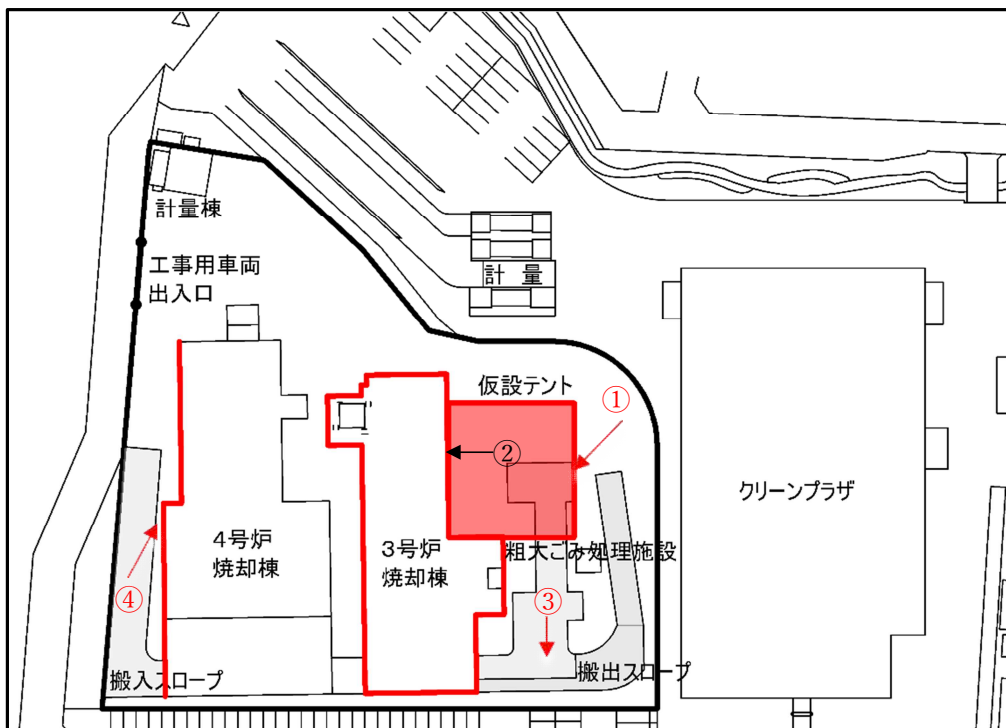 計量棟
工事用車両
出入口
計 量
仮設テント
①
②
クリーンプラザ
4号炉
焼却棟
3号炉
焼却棟
粗大ごみ処理施設
④
③
搬入スロープ
搬出スロープ